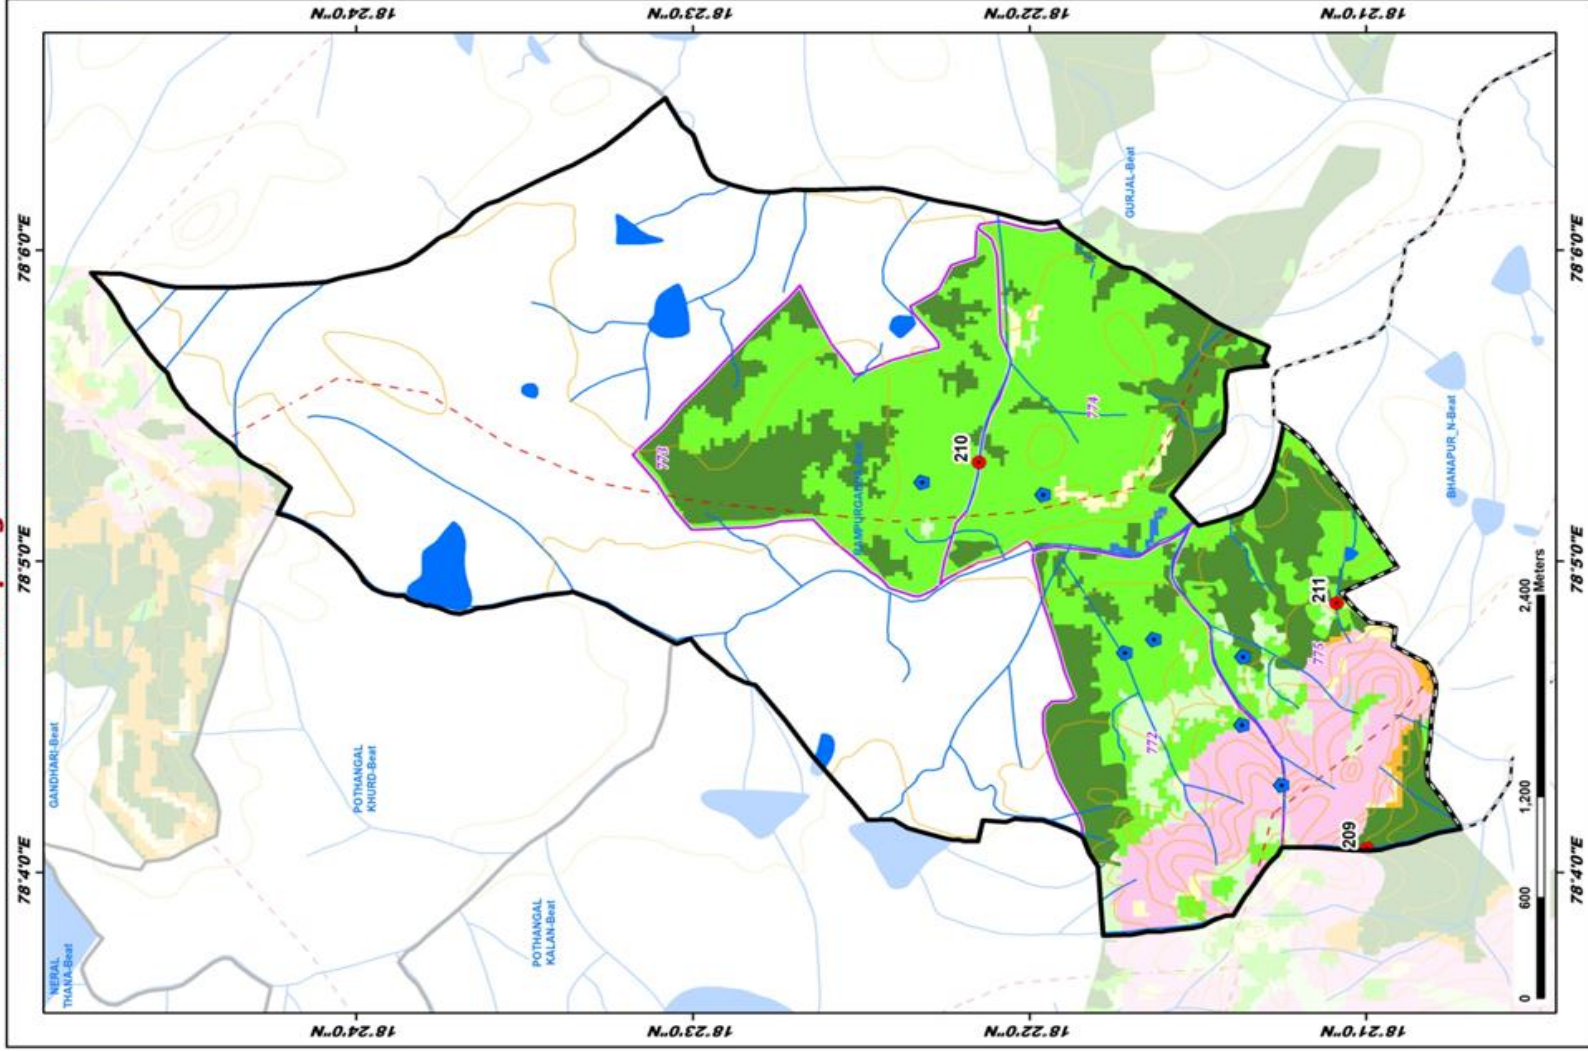 18°24'0"N
18°23'0"N
18°22'0"N
18°21'0"N
78°6'0"E
78°6'0"E
GURJAL-Beat
773
210
774
BHANAPUR_N-Beat
78°5'0"E
78°5'0"E
211
775
GANDHARI-Beat
POTHANGAL
KHURD-Beat
772
209
78°4'0"E
78°4'0"E
NERAL
THANA-Beat
POTHANGAL
KALAN-Beat
2,400
Meters
1,200
600
0
18°24'0"N
18°23'0"N
18°22'0"N
18°21'0"N